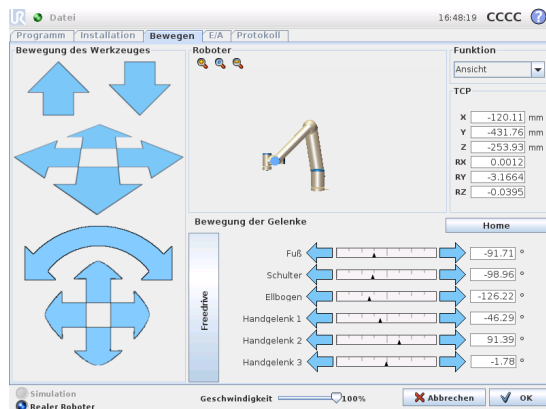 UR Datei 16:48:19 CCCC ?
Programm Installation Bewegen E/A Protokoll
Bewegung des Werkzeuges
Roboter
Funktion
Ansicht
TCP
X -120.11 mm
Y -431.76 mm
Z -253.93 mm
RX 0.0012
RY -3.1664
RZ -0.0395
Bewegung der Gelenke
Home
Freedrive
Fuß -91.71 °
Schulter -98.96 °
Ellbogen -126.22 °
Handgelenk 1 -46.29 °
Handgelenk 2 91.39 °
Handgelenk 3 -1.78 °
Simulation
Realer Roboter
Geschwindigkeit 100%
Abbrechen
OK